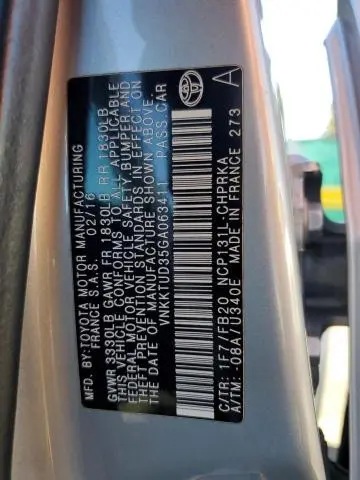 MFD. BY: TOYOTA MOTOR MANUFACTURING
FRANCE S.A.S. 02/16
GVWR 3330LB GAWR FR 1830LB RR 1830LB
THIS VEHICLE CONFORMS TO ALL APPLICABLE
FEDERAL MOTOR VEHICLE SAFETY, BUMPER AND
THEFT PREVENTION STANDARDS IN EFFECT ON
THE DATE OF MANUFACTURE SHOWN ABOVE.
VNKKTUD35GA063411 PASS.CAR
C/TR: 1F7/FB20 NCP131L-CHPRKA
A/TM: -08A/U340E MADE IN FRANCE 273
A